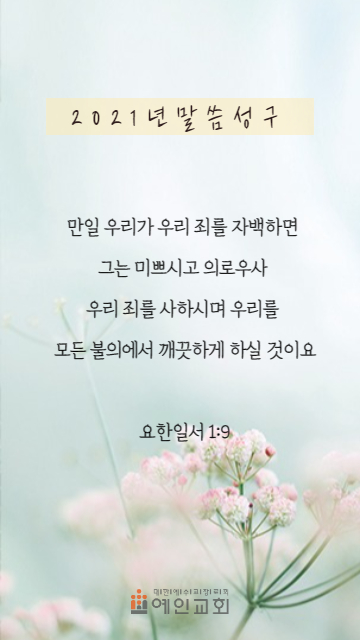 2021년말씀성구
만일 우리가 우리 죄를 자백하면
그는 미쁘시고 의로우사
우리 죄를 사하시며 우리를
모든 불의에서 깨끗하게 하실 것이요
요한일서 1:9
예인교회